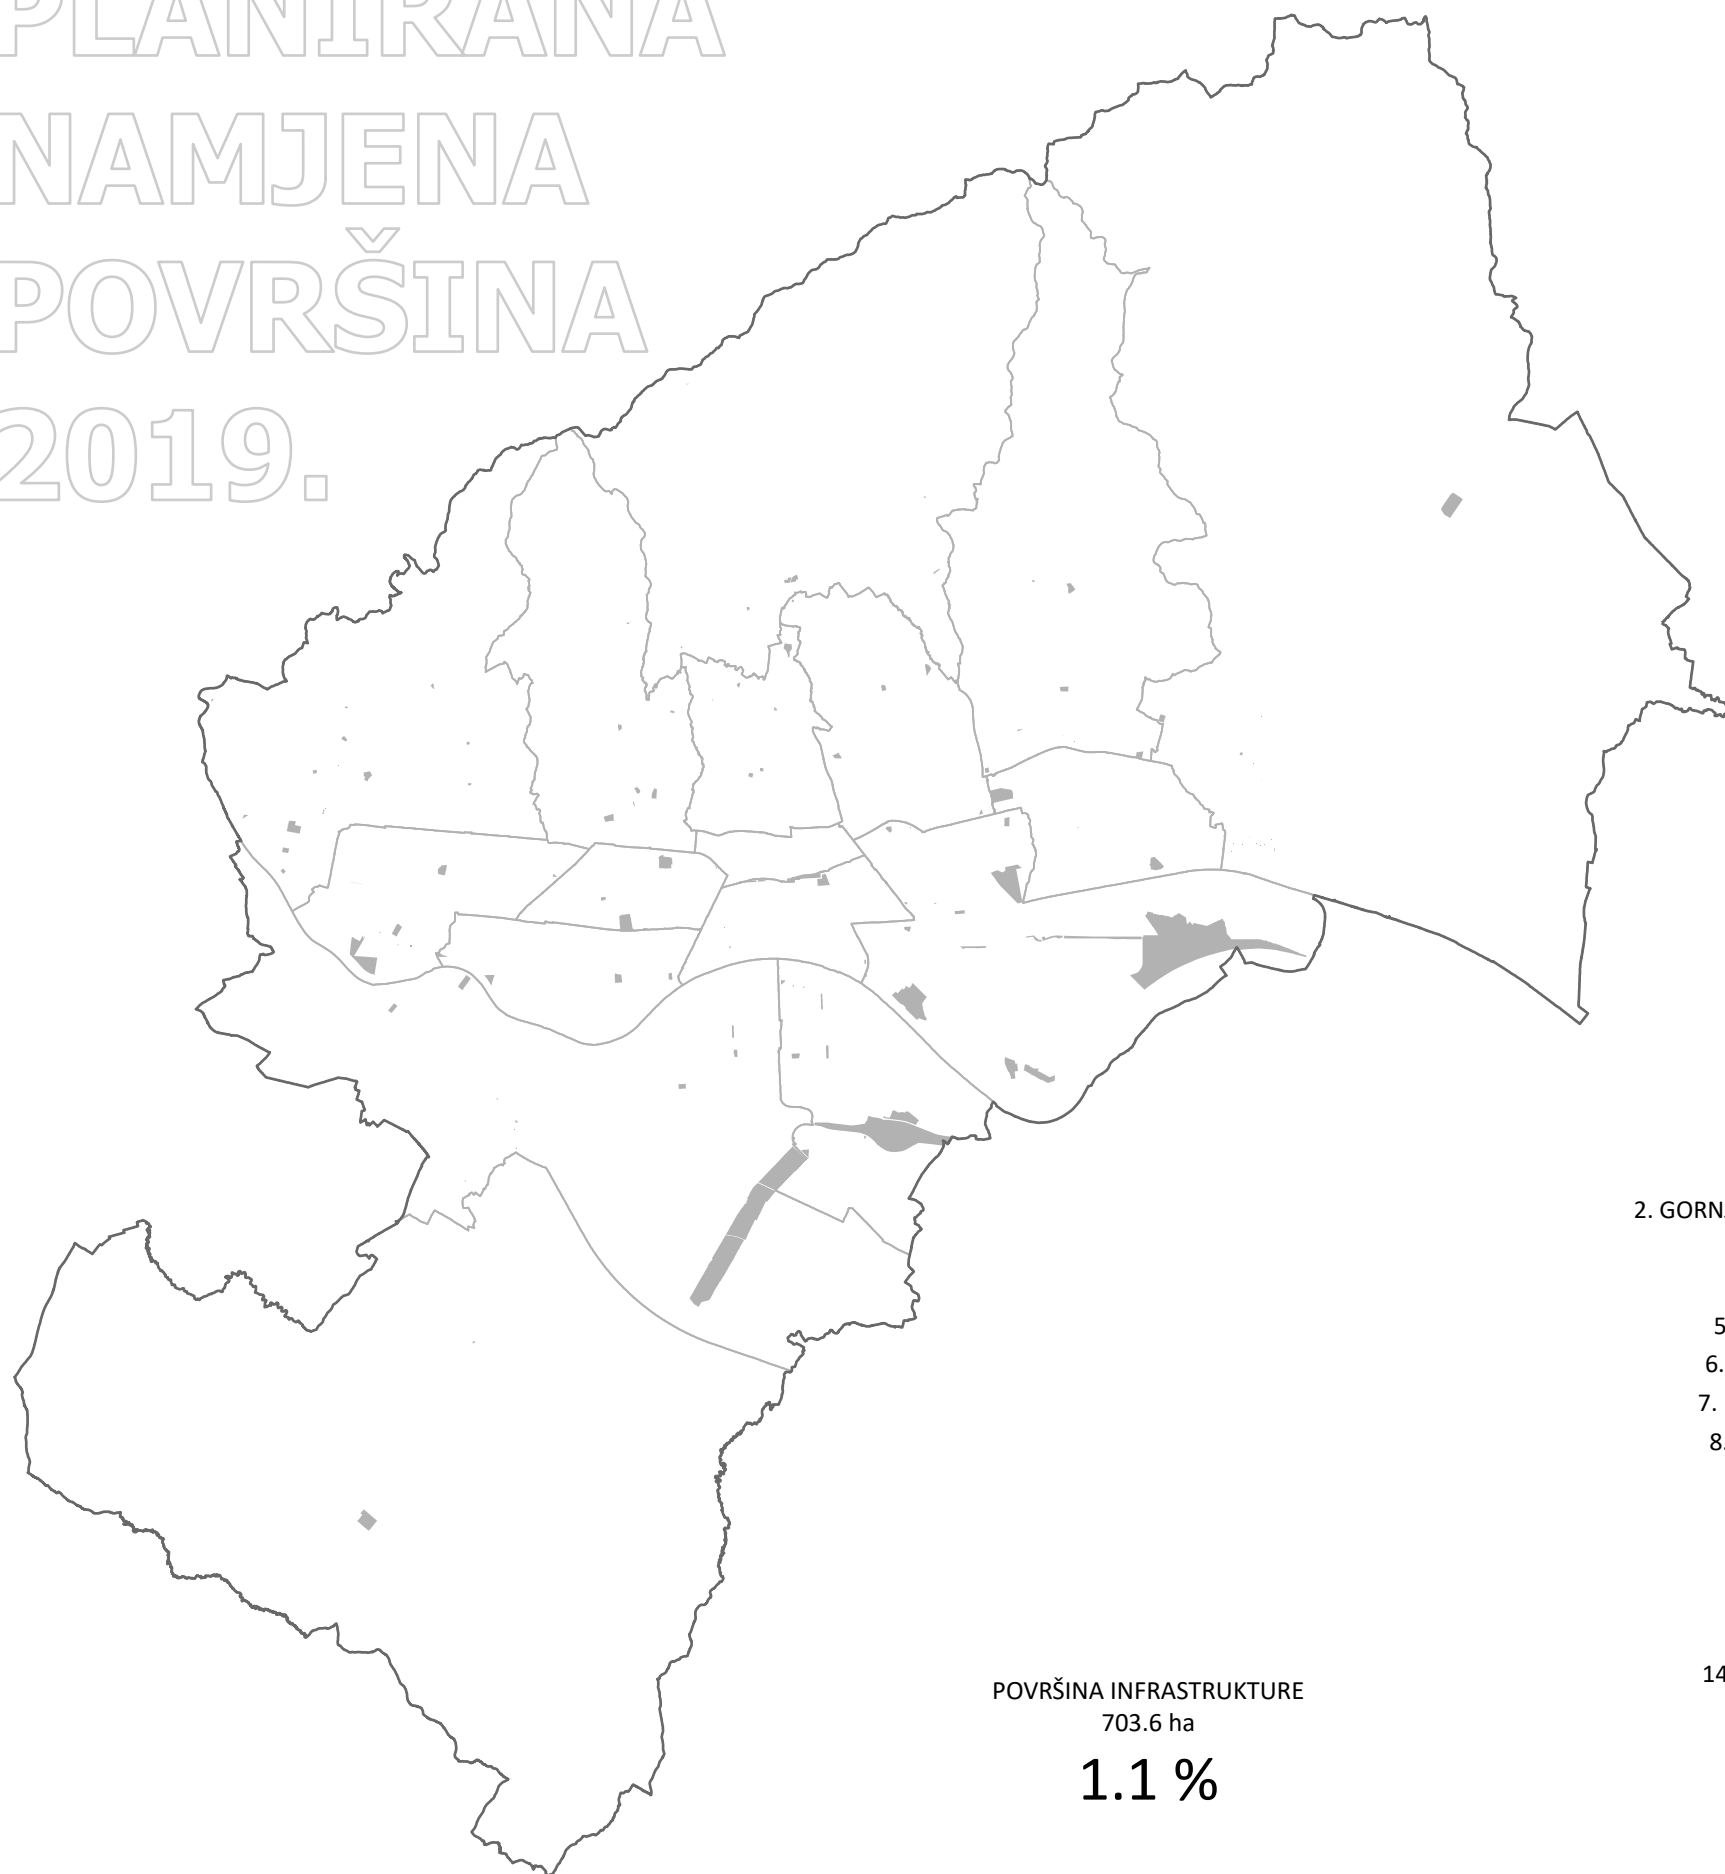 PLANIRANA
NAMJENA
POVRŠINA
2019.
2. GORN
5
6.
7.
8.
14
POVRŠINA INFRASTRUKTURE
703.6 ha
1.1 %